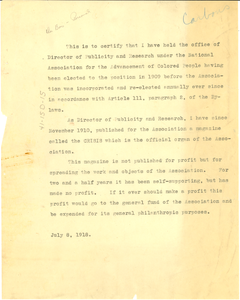 Carbon
This is to certify that I have held the office of
Director of Publicity and Research under the National
Association for the Advancement of Colored People having
been elected to the position in 1909 before the associa-
tion was incorporated and re-elected annually ever since
in accordance with article III, paragraph 5, of the By-
Laws.
As Director of Publicity and Research, I have since
November 1910, published for the Association a magazine
called the CRISIS which is the official organ of the Asso-
ciation.
This magazine is not published for profit but for
spreading the work and objects of the Association. For
two and a half years it has been self-supporting, but has
made no profit. If it ever should make a profit this
profit would go to the general fund of the Association and
be expended for its general philanthropic purposes.
July 8, 1918.